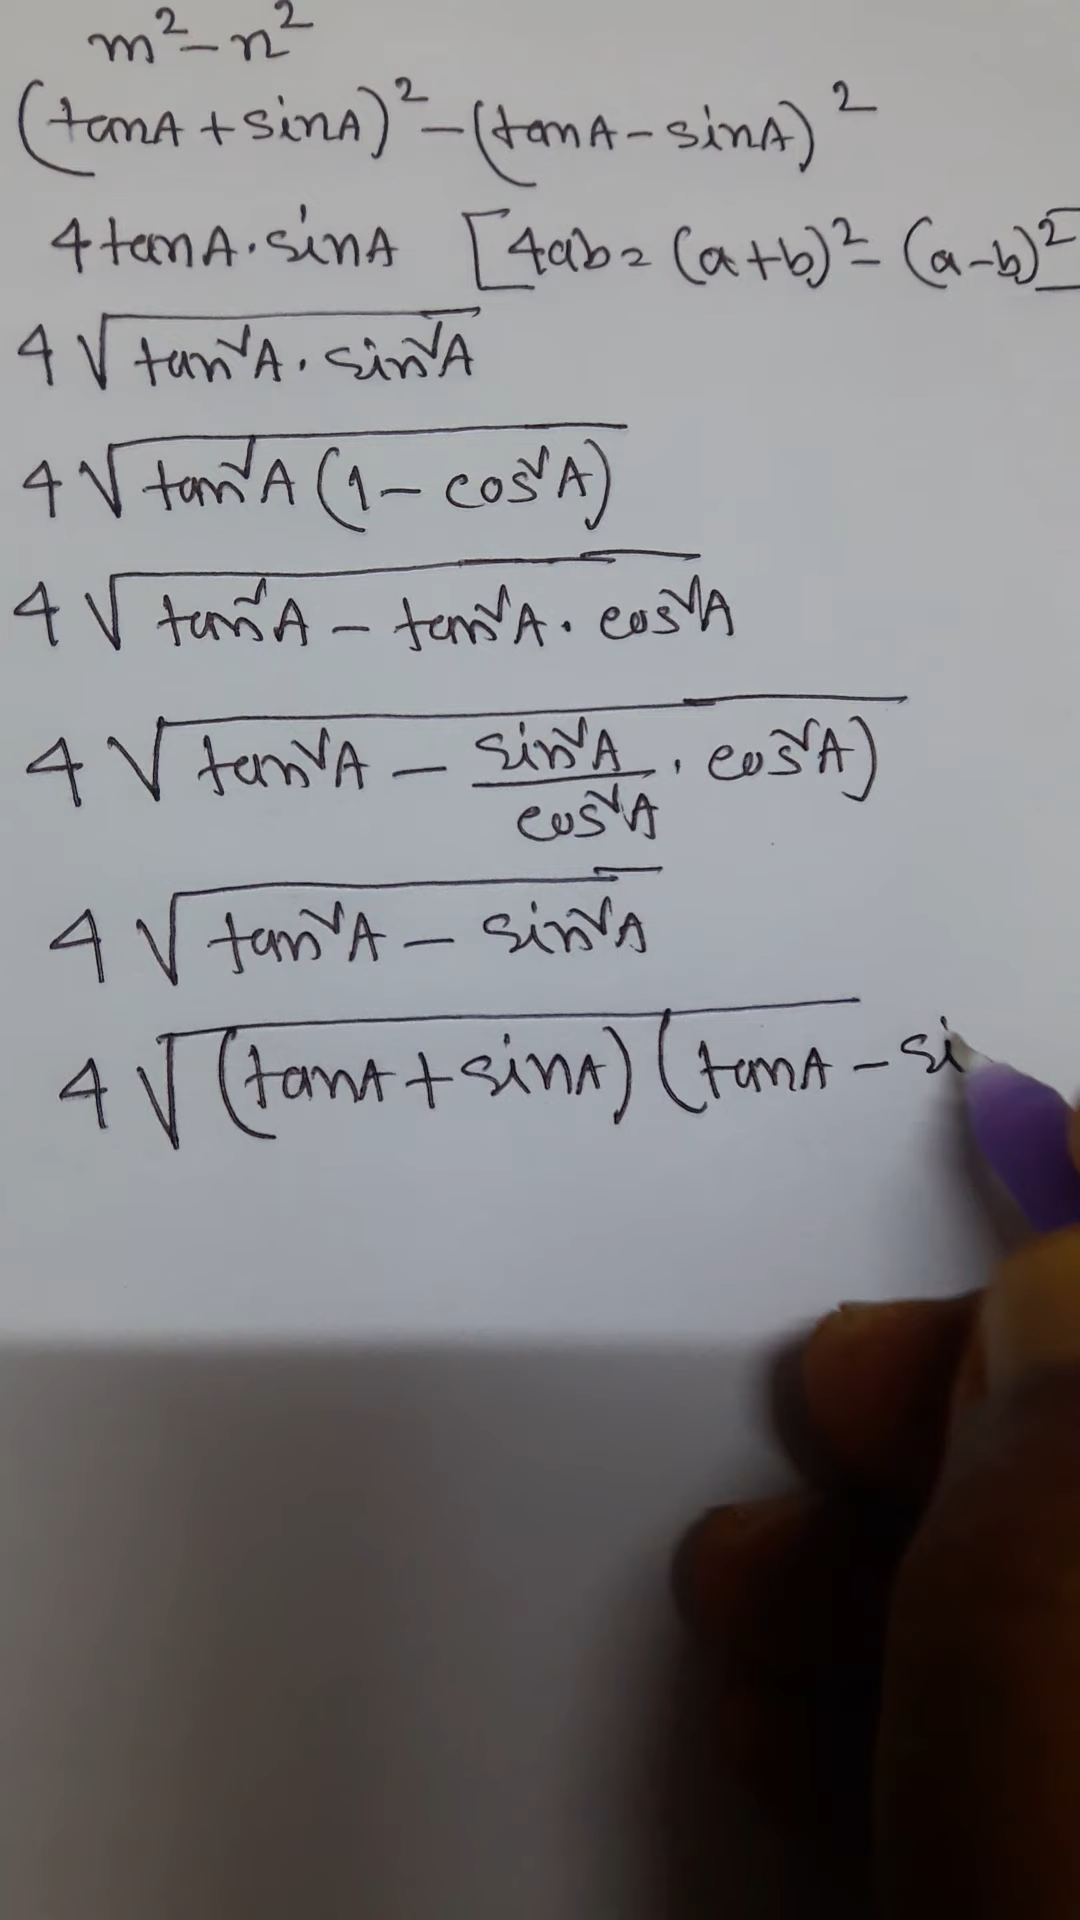 m² - n²
(tanA + sinA)² - (tanA - sinA)²
4 tanA · sinA [4ab = (a+b)² - (a-b)²]
4 √(tan²A · sin²A)
4 √(tan²A (1 - cos²A))
4 √(tan²A - tan²A · cos²A)
4 √(tan²A - sin²A/cos²A · cos²A))
4 √(tan²A - sin²A)
4 √((tanA + sinA) (tanA - si